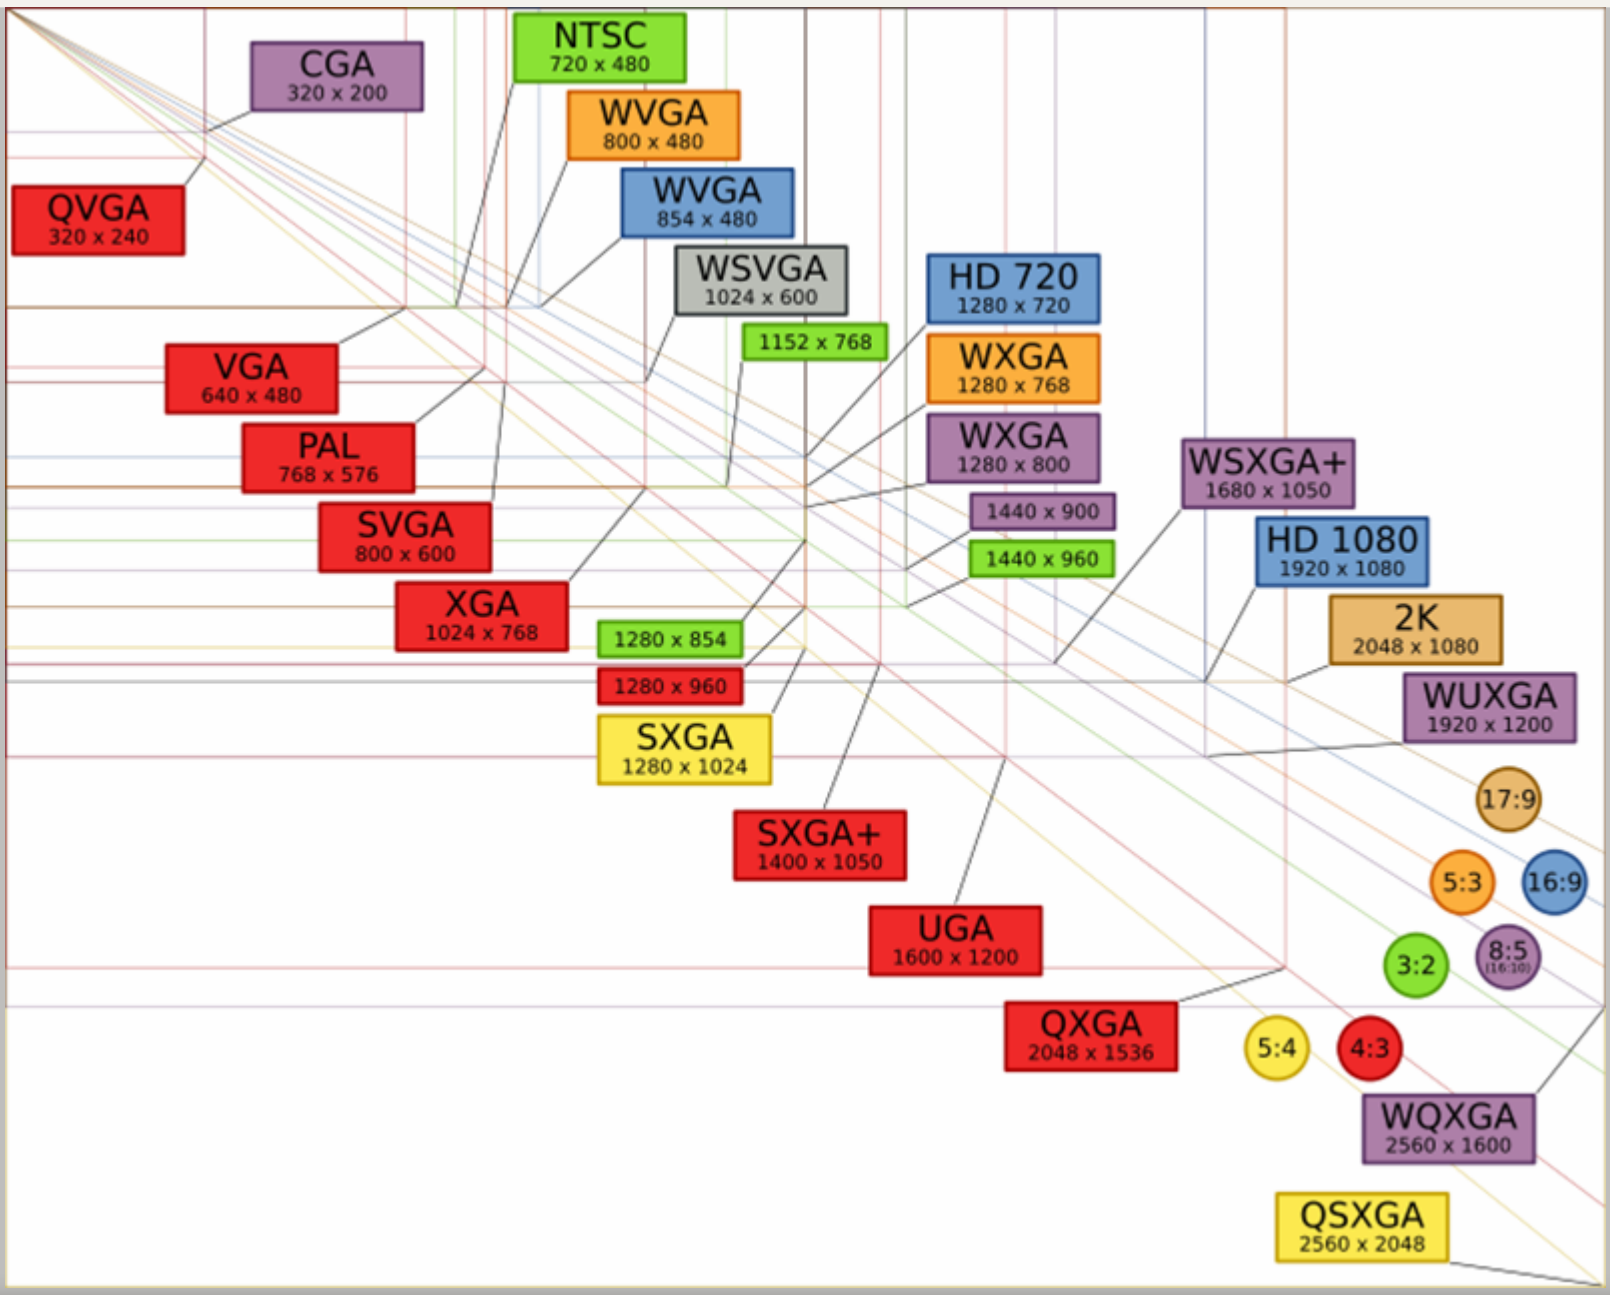 NTSC
720 x 480
CGA
320 x 200
WVGA
800 x 480
WVGA
854 x 480
QVGA
320 x 240
WSVGA
1024 x 600
HD 720
1280 x 720
1152 x 768
WXGA
1280 x 768
VGA
640 x 480
WXGA
1280 x 800
PAL
768 x 576
WSXGA+
1680 x 1050
1440 x 900
SVGA
800 x 600
HD 1080
1920 x 1080
1440 x 960
XGA
1024 x 768
2K
2048 x 1080
1280 x 854
1280 x 960
WUXGA
1920 x 1200
SXGA
1280 x 1024
17:9
SXGA+
1400 x 1050
5:3
16:9
UGA
1600 x 1200
3:2
8:5
(16:10)
QXGA
2048 x 1536
5:4
4:3
WQXGA
2560 x 1600
QSXGA
2560 x 2048